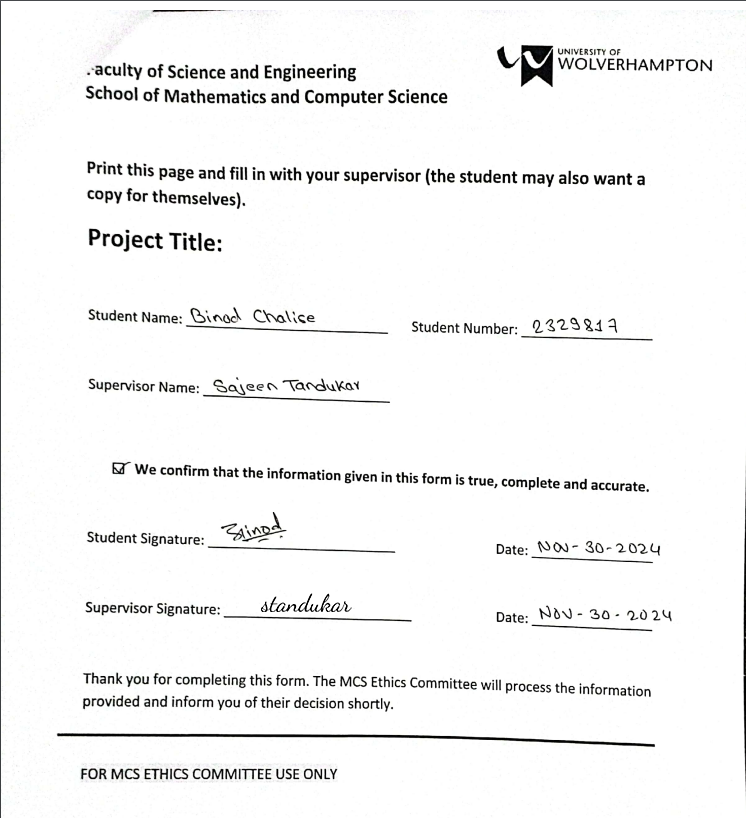 UNIVERSITY OF
WOLVERHAMPTON
Faculty of Science and Engineering
School of Mathematics and Computer Science
Print this page and fill in with your supervisor (the student may also want a
copy for themselves).
Project Title:
Student Name: Binod Chalise Student Number: 2329817
Supervisor Name: Sajeen Tandukar
☑ We confirm that the information given in this form is true, complete and accurate.
Student Signature: Binod Date: Nov-30-2024
Supervisor Signature: standukar Date: Nov-30-2024
Thank you for completing this form. The MCS Ethics Committee will process the information
provided and inform you of their decision shortly.
FOR MCS ETHICS COMMITTEE USE ONLY